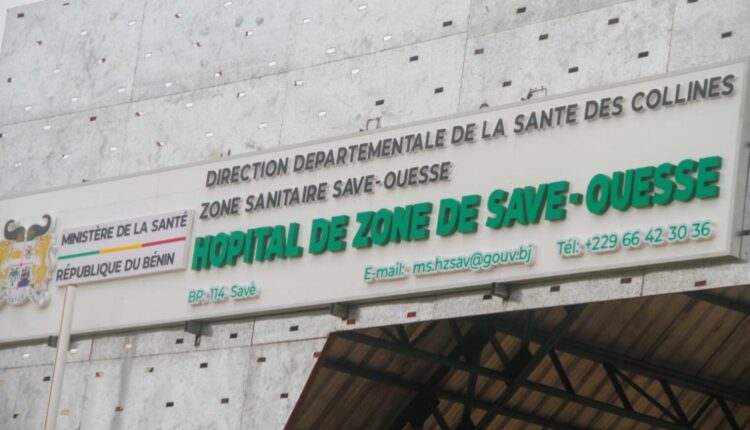 DIRECTION DEPARTEMENTALE DE LA SANTE DES COLLINES
ZONE SANITAIRE SAVE-OUESSE
MINISTÈRE DE LA SANTÉ
RÉPUBLIQUE DU BÉNIN
HOPITAL DE ZONE DE SAVE-OUESSE
BP: 114 Savè
E-mail: ms.hzsav@gouv.bj
Tél: +229 66 42 30 36